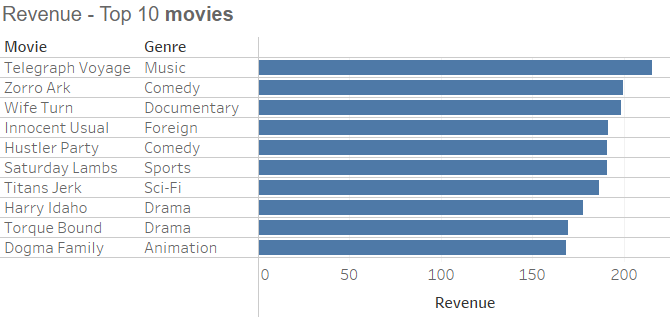 Revenue - Top 10 movies
Movie Genre
Telegraph Voyage Music
Zorro Ark Comedy
Wife Turn Documentary
Innocent Usual Foreign
Hustler Party Comedy
Saturday Lambs Sports
Titans Jerk Sci-Fi
Harry Idaho Drama
Torque Bound Drama
Dogma Family Animation
0 50 100 150 200
Revenue